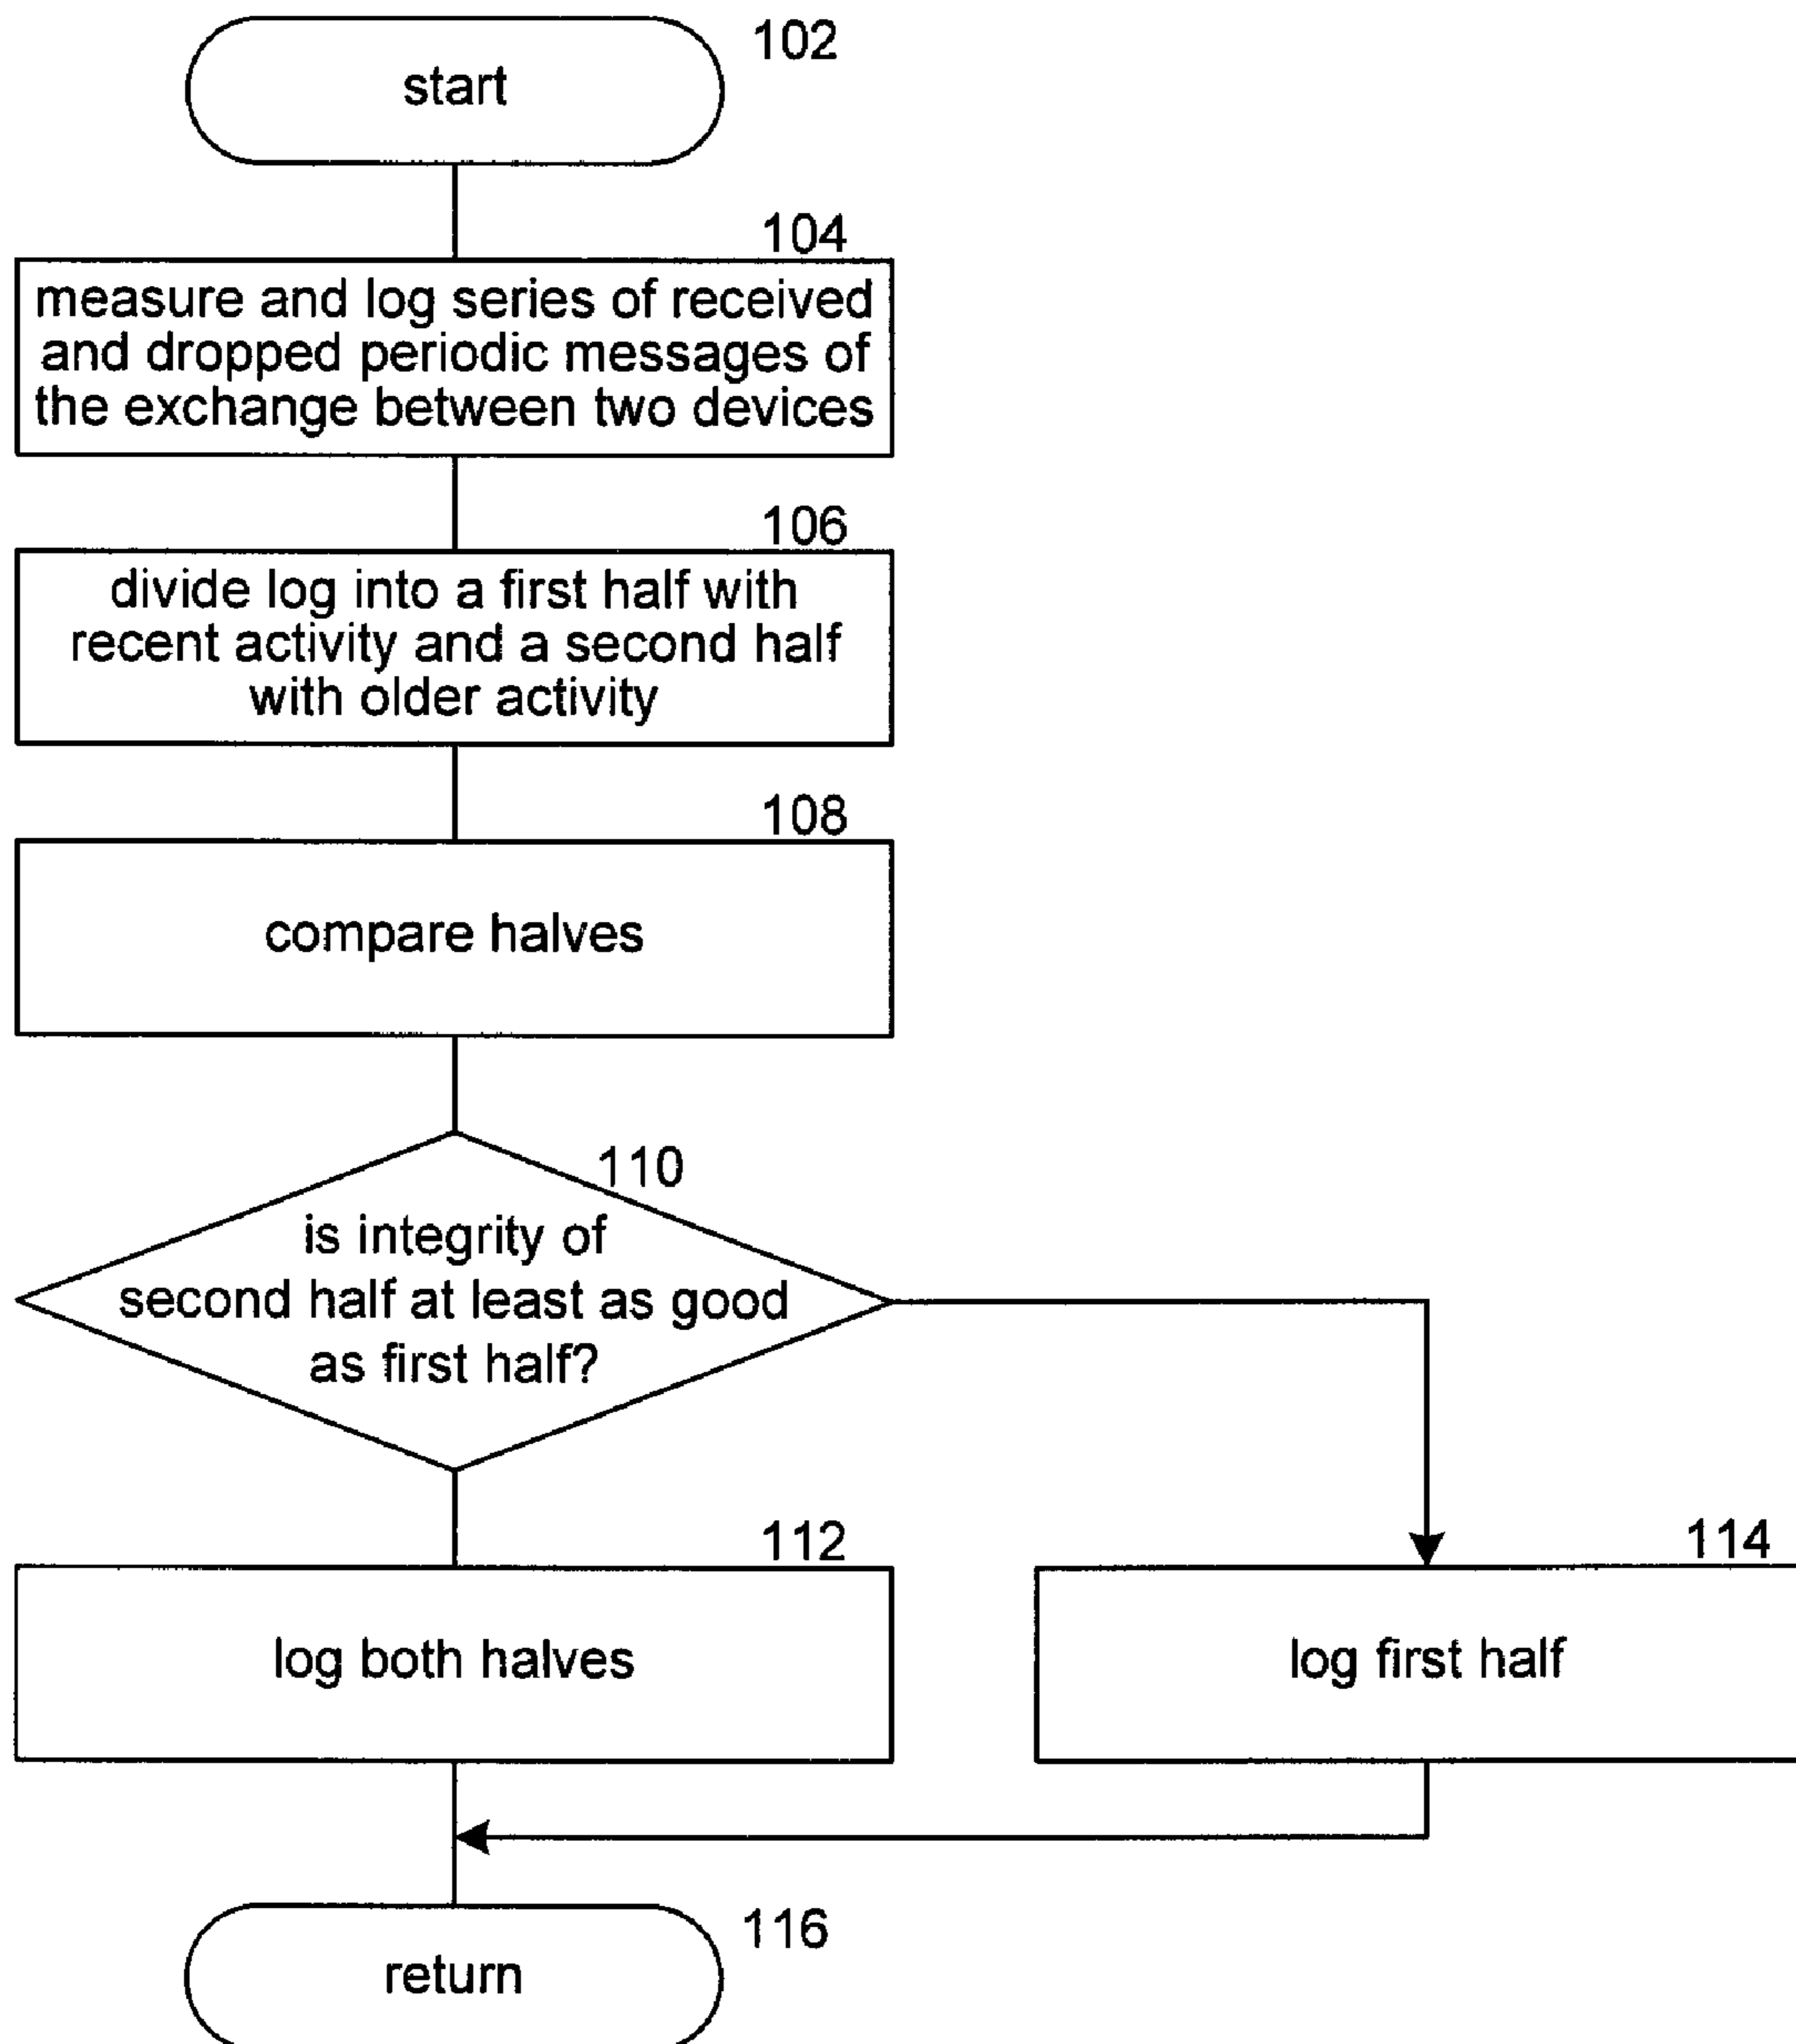 102
start
104
measure and log series of received
and dropped periodic messages of
the exchange between two devices
106
divide log into a first half with
recent activity and a second half
with older activity
108
compare halves
110
is integrity of
second half at least as good
as first half?
112
log both halves
114
log first half
116
return